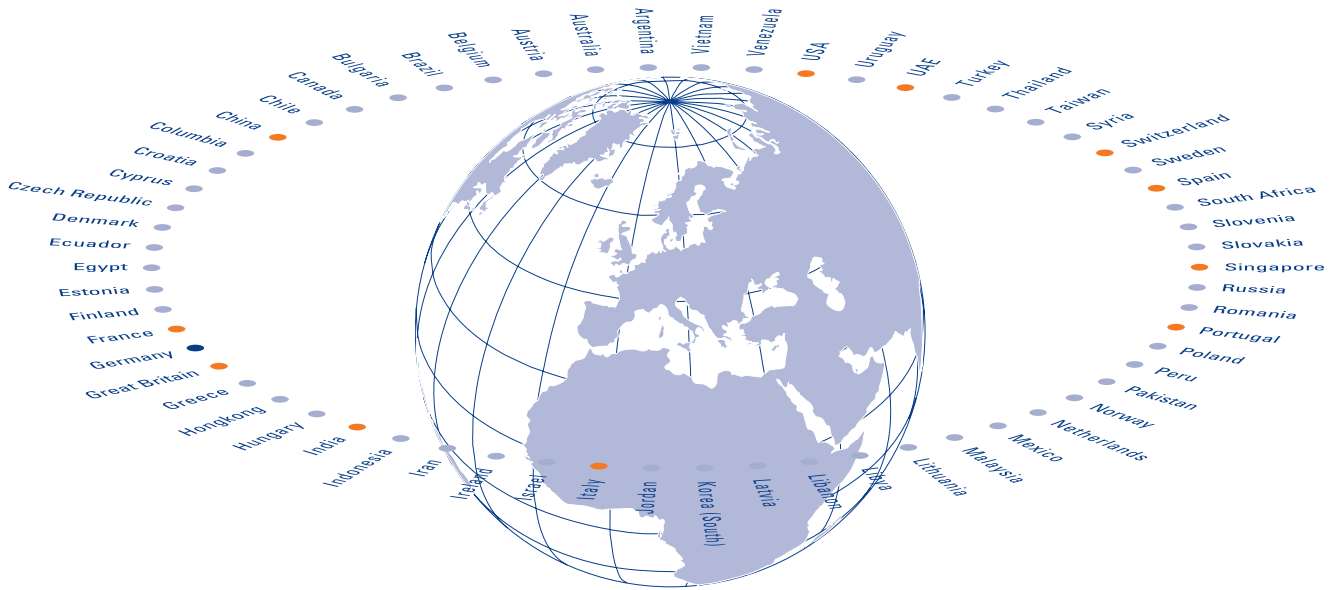 Argentina
Vietnam
Venezuela
USA
Uruguay
UAE
Turkey
Thailand
Taiwan
Syria
Switzerland
Sweden
Spain
South Africa
Slovenia
Slovakia
Singapore
Russia
Romania
Portugal
Poland
Peru
Pakistan
Norway
Netherlands
Mexico
Malaysia
Lithuania
Libya
Libanon
Latvia
Korea (South)
Jordan
Italy
Israel
Ireland
Iran
Indonesia
India
Hungary
Hongkong
Greece
Great Britain
Germany
France
Finland
Estonia
Egypt
Ecuador
Denmark
Czech Republic
Cyprus
Croatia
Columbia
China
Chile
Canada
Bulgaria
Brazil
Belgium
Austria
Australia